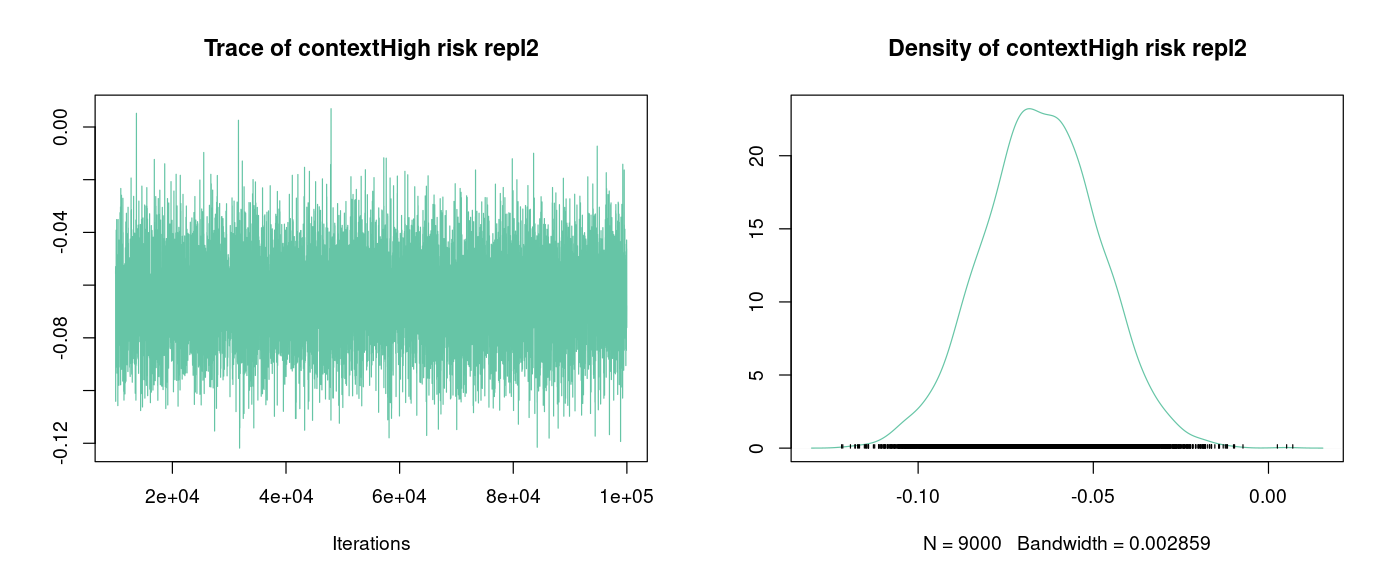 Trace of contextHigh risk repl2
0.00
-0.04
-0.08
-0.12
2e+04 4e+04 6e+04 8e+04 1e+05
Iterations
Density of contextHigh risk repl2
20
15
10
5
0
-0.10 -0.05 0.00
N = 9000 Bandwidth = 0.002859